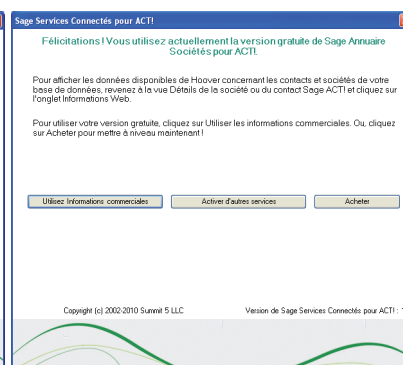 Sage Services Connectés pour ACT!
Félicitations ! Vous utilisez actuellement la version gratuite de Sage Annuaire
Sociétés pour ACT!.
Pour afficher les données disponibles de Hoover concernant les contacts et sociétés de votre
base de données, revenez à la vue Détails de la société ou du contact Sage ACT! et cliquez sur
l'onglet Informations Web.
Pour utiliser votre version gratuite, cliquez sur Utiliser les informations commerciales. Ou, cliquez
sur Acheter pour mettre à niveau maintenant !
Utilisez Informations commerciales Activer d'autres services Acheter
Copyright (c) 2002-2010 Summit 5 LLC Version de Sage Services Connectés pour ACT! :